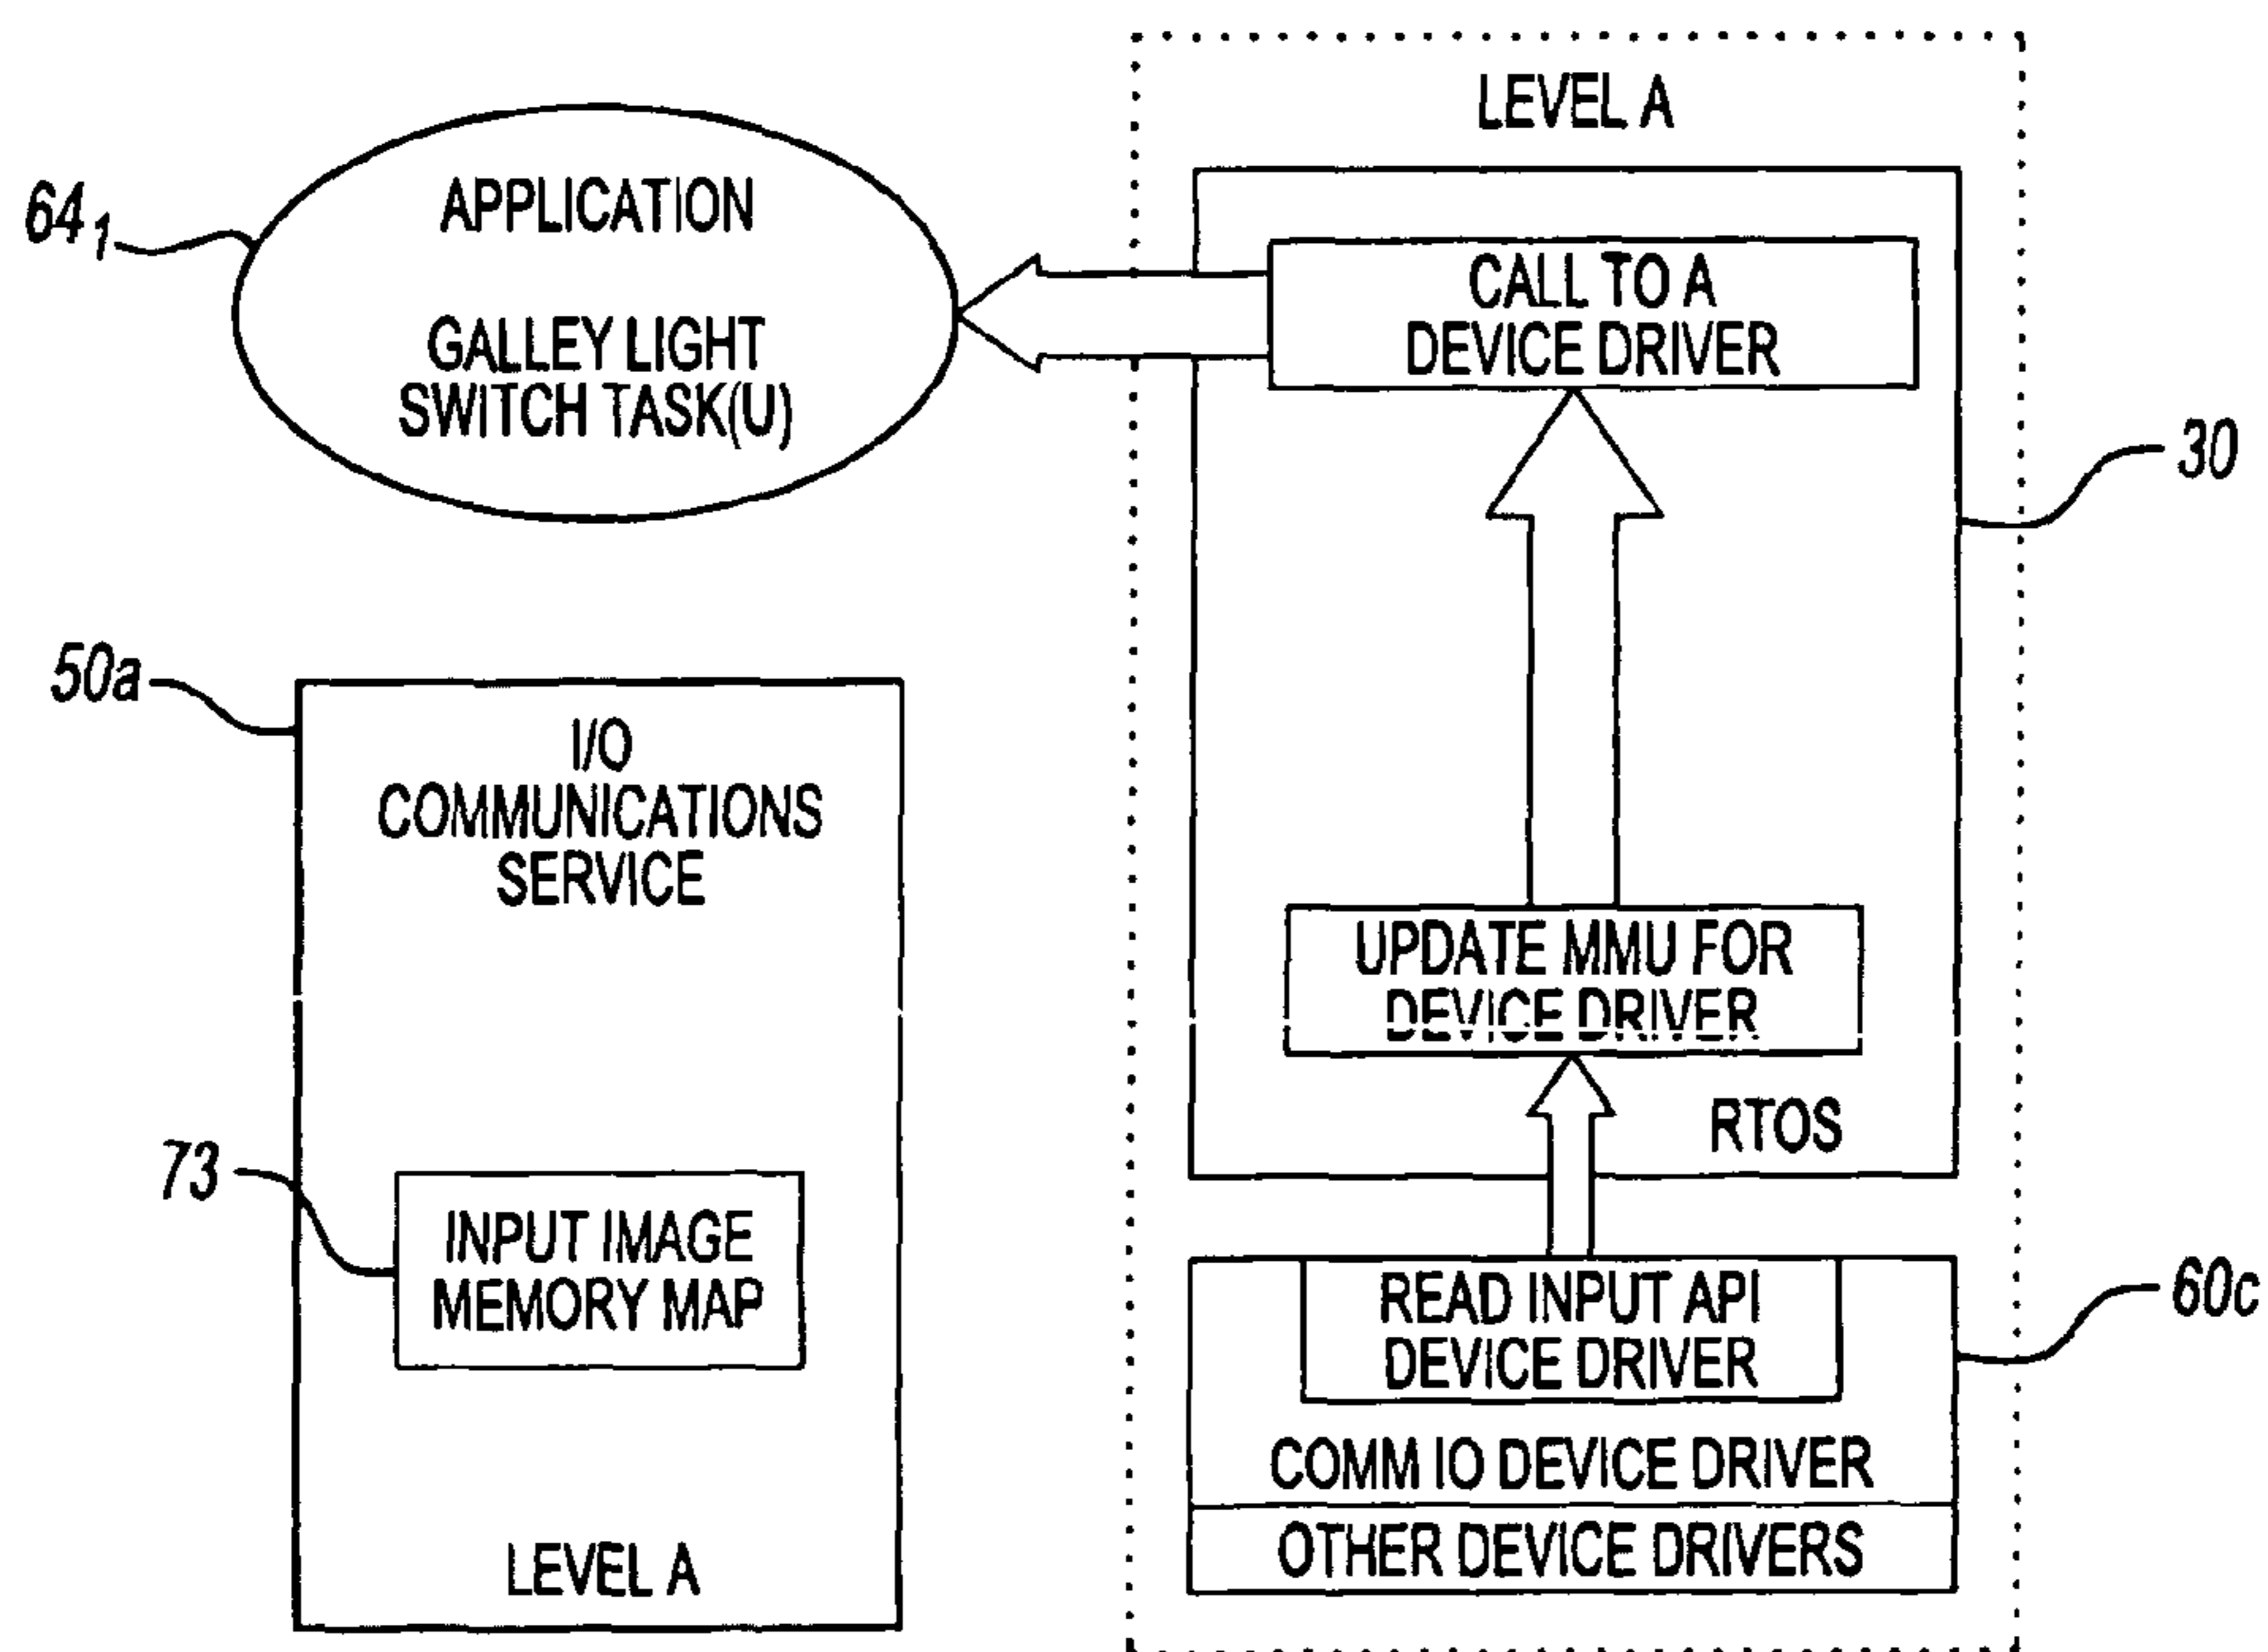 LEVEL A
64₁
APPLICATION
GALLEY LIGHT
SWITCH TASK(U)
CALL TO A
DEVICE DRIVER
30
50a
I/O
COMMUNICATIONS
SERVICE
UPDATE MMU FOR
DEVICE DRIVER
RTOS
73
INPUT IMAGE
MEMORY MAP
LEVEL A
READ INPUT API
DEVICE DRIVER
60c
COMM IO DEVICE DRIVER
OTHER DEVICE DRIVERS